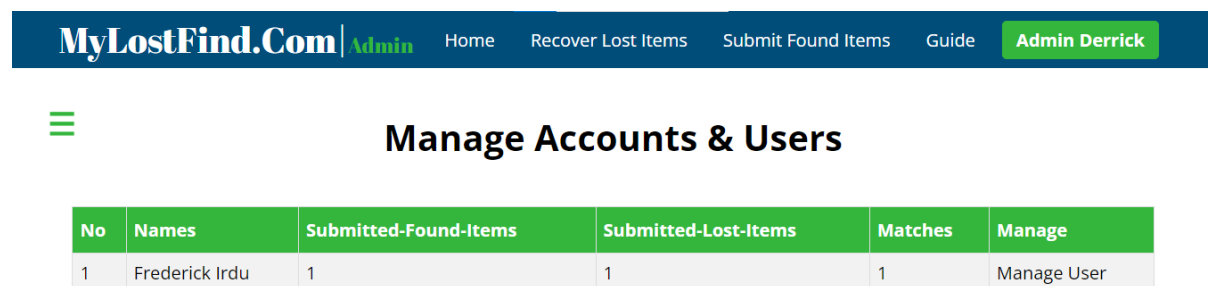 MyLostFind.Com|Admin Home Recover Lost Items Submit Found Items Guide Admin Derrick
Manage Accounts & Users
No Names Submitted-Found-Items Submitted-Lost-Items Matches Manage
1 Frederick Irdu 1 1 1 Manage User